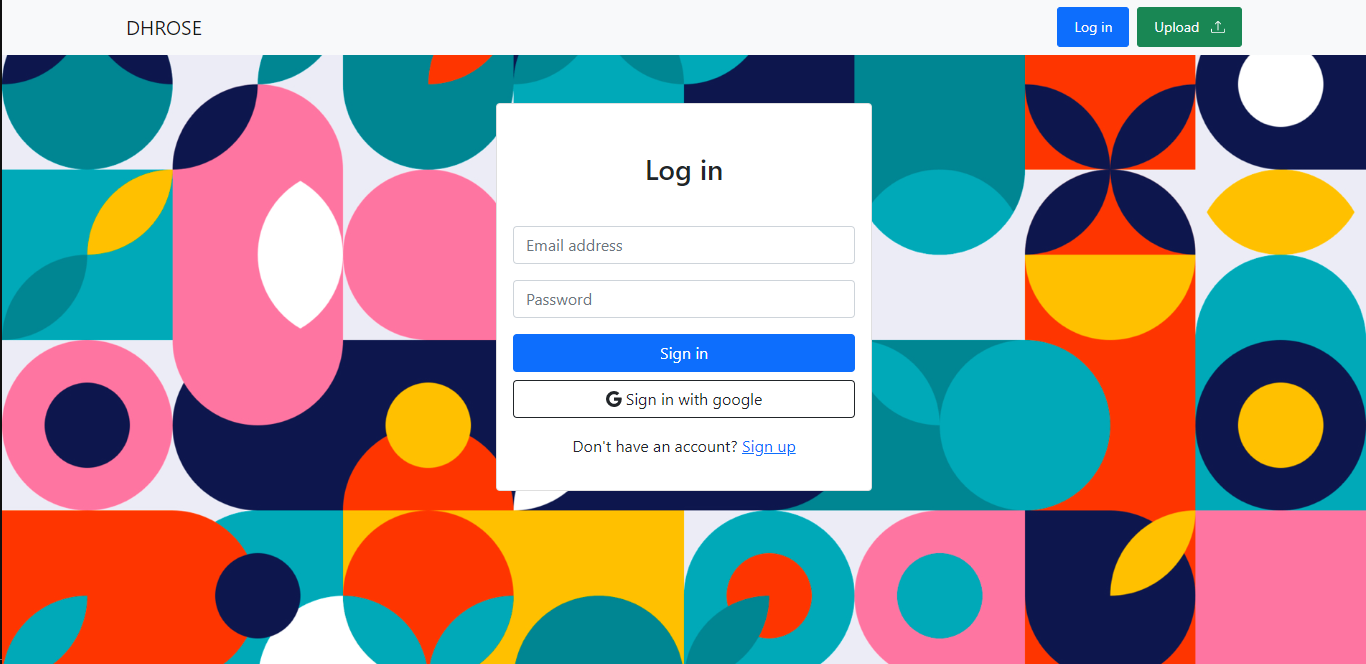 DHROSE
Log in
Upload
Log in
Email address
Password
Sign in
Sign in with google
Don't have an account? Sign up